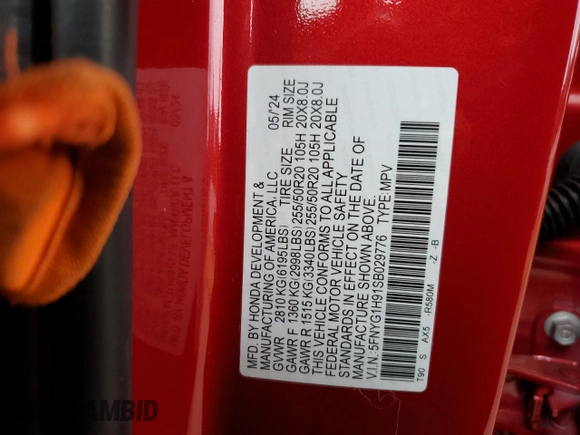 MFD. BY HONDA DEVELOPMENT &
MANUFACTURING OF AMERICA, LLC 05/'24
GVWR 2810 KG(6195LBS) TIRE SIZE RIM SIZE
GAWR F 1360 KG(2998LBS) 255/50R20 105H 20X8.0J
GAWR R 1515 KG(3340LBS) 255/50R20 105H 20X8.0J
THIS VEHICLE CONFORMS TO ALL APPLICABLE
FEDERAL MOTOR VEHICLE SAFETY
STANDARDS IN EFFECT ON THE DATE OF
MANUFACTURE SHOWN ABOVE.
V.I.N.: 5FNYG1H91SB029776 TYPE: MPV
T90 S AX5 -R580M -Z -B